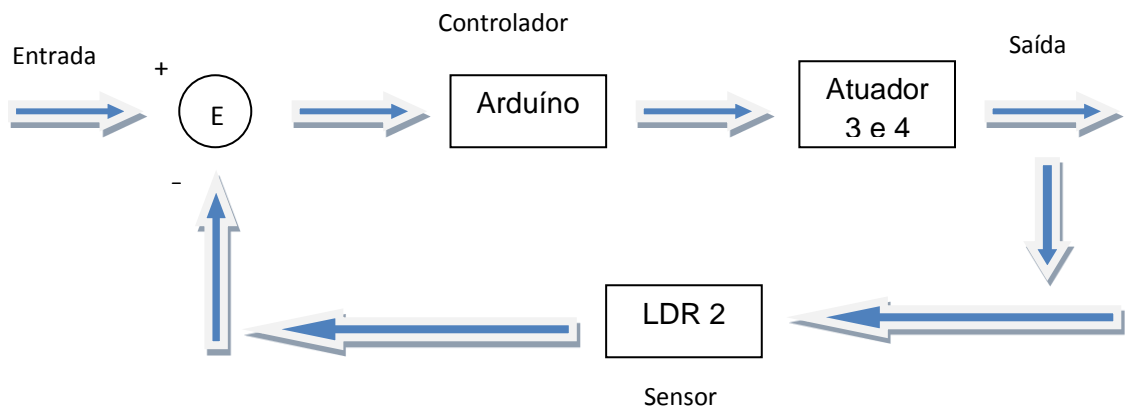 Controlador
Entrada
Saída
+
E
Arduíno
Atuador
3 e 4
–
LDR 2
Sensor